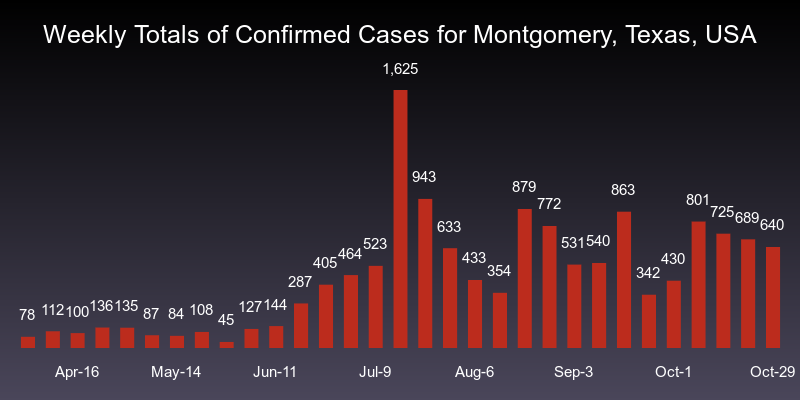 Weekly Totals of Confirmed Cases for Montgomery, Texas, USA
78 112 100 136 135 87 84 108 45 127 144 287 405 464 523 1,625 943 633 433 354 879 772 531 540 863 342 430 801 725 689 640
Apr-16 May-14 Jun-11 Jul-9 Aug-6 Sep-3 Oct-1 Oct-29